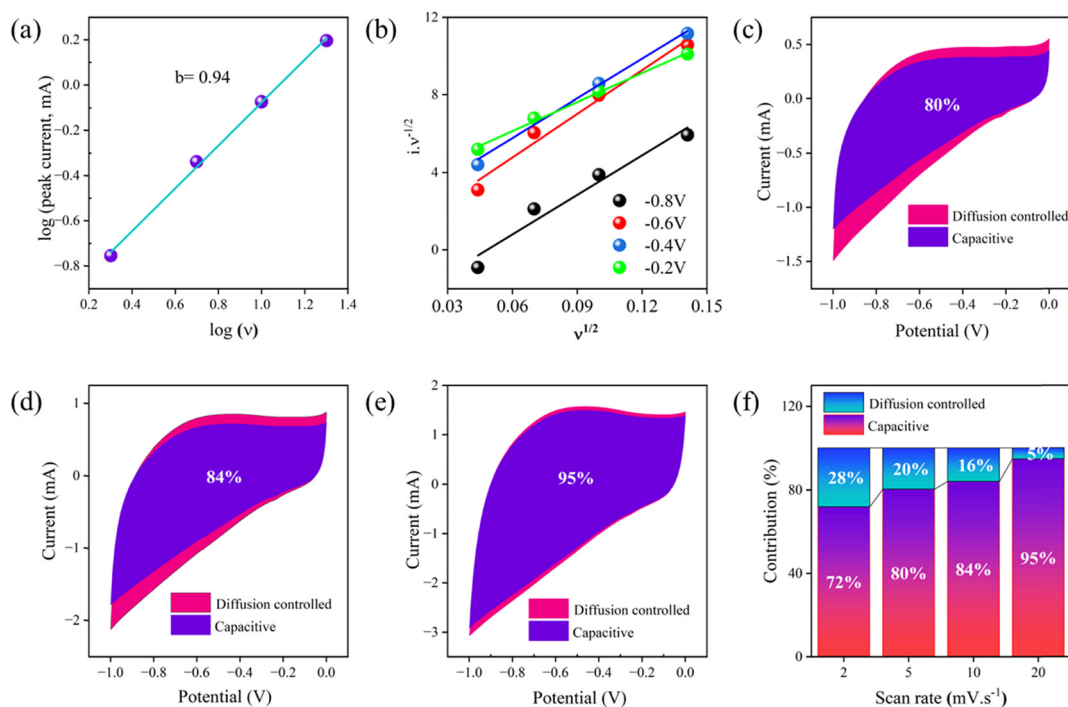 (a)
b= 0.94
log (peak current, mA)
0.2
0.0
−0.2
−0.4
−0.6
−0.8
0.2 0.4 0.6 0.8 1.0 1.2 1.4
log (ν)
(b)
i.ν⁻¹/²
12
8
4
0
-0.8V
-0.6V
-0.4V
-0.2V
0.03 0.06 0.09 0.12 0.15
ν¹/²
(c)
Current (mA)
0.5
0.0
−0.5
−1.0
−1.5
80%
Diffusion controlled
Capacitive
−1.0 −0.8 −0.6 −0.4 −0.2 0.0
Potential (V)
(d)
Current (mA)
1
0
−1
−2
84%
Diffusion controlled
Capacitive
−1.0 −0.8 −0.6 −0.4 −0.2 0.0
Potential (V)
(e)
Current (mA)
2
1
0
−1
−2
−3
95%
Diffusion controlled
Capacitive
−1.0 −0.8 −0.6 −0.4 −0.2 0.0
Potential (V)
(f)
Contribution (%)
120
80
40
0
Diffusion controlled
Capacitive
28% 20% 16% 5%
72% 80% 84% 95%
2 5 10 20
Scan rate (mV.s⁻¹)